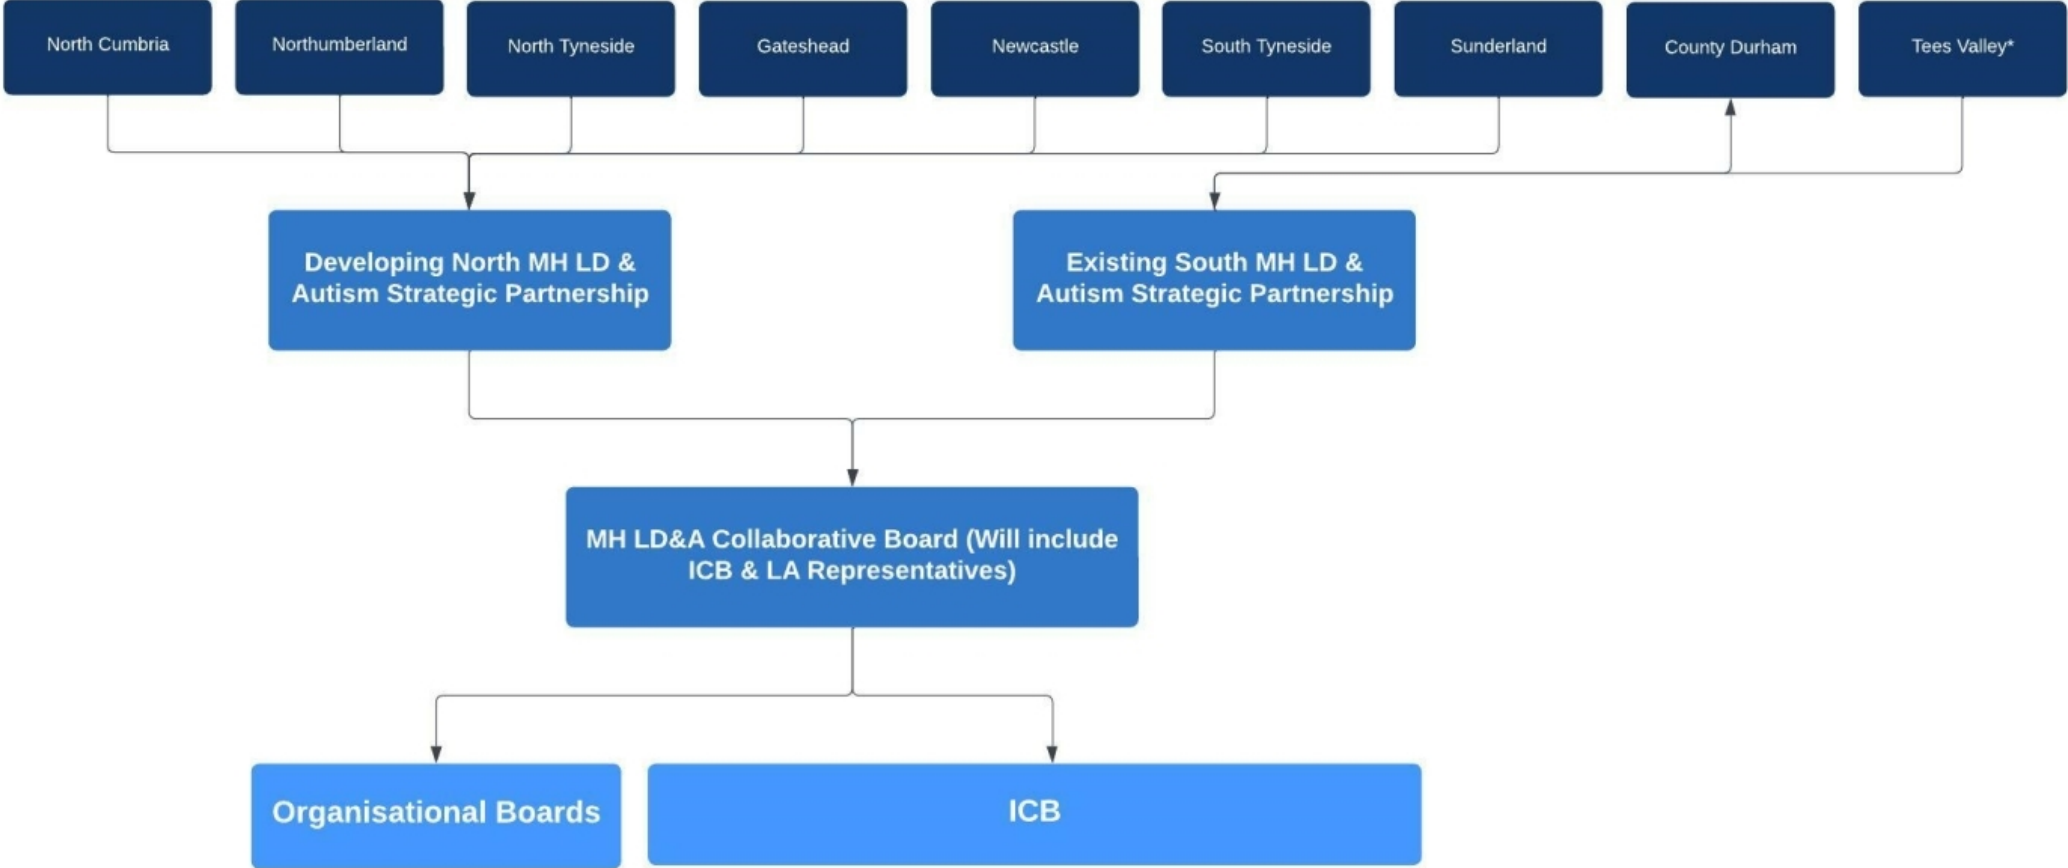 North Cumbria
Northumberland
North Tyneside
Gateshead
Newcastle
South Tyneside
Sunderland
County Durham
Tees Valley*
Developing North MH LD &
Autism Strategic Partnership
Existing South MH LD &
Autism Strategic Partnership
MH LD&A Collaborative Board (Will include
ICB & LA Representatives)
Organisational Boards
ICB